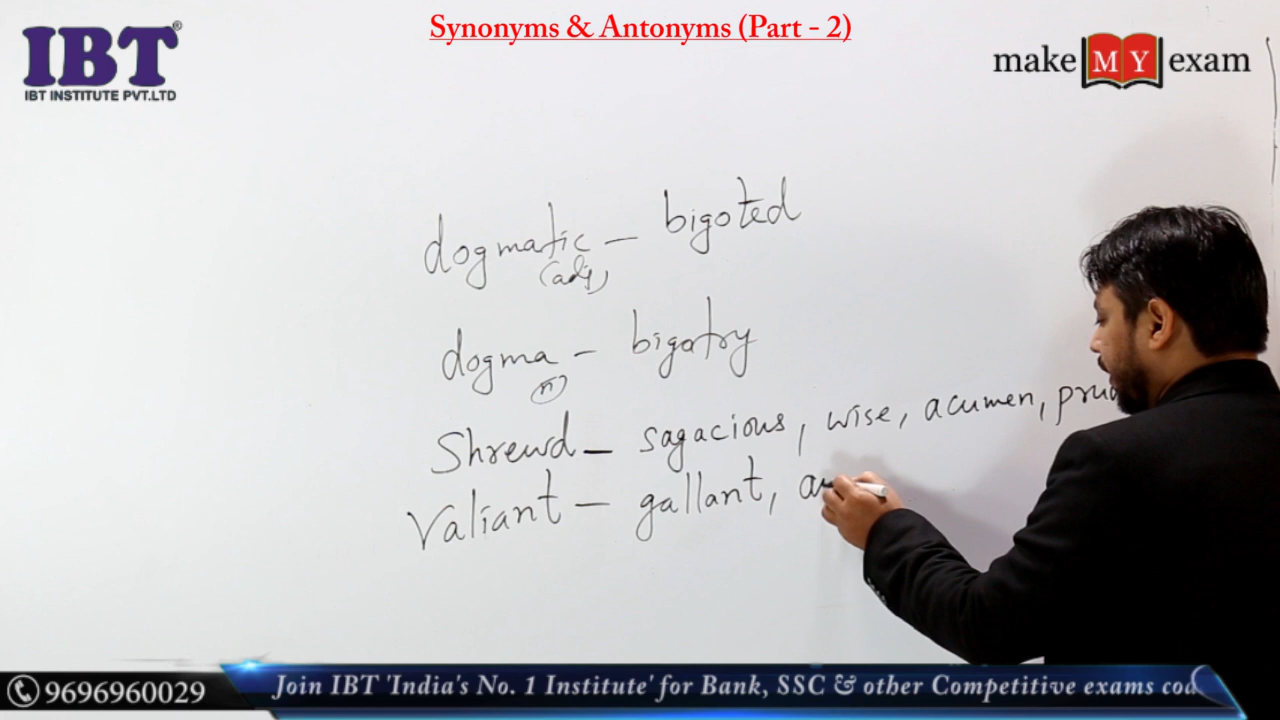 Synonyms & Antonyms (Part - 2)
IBT®
IBT INSTITUTE PVT.LTD
make MY exam
dogmatic – bigoted
(adj)
dogma – bigotry
(n)
Shrewd – sagacious, wise, acumen,
Valiant – gallant,
9696960029
Join IBT 'India's No. 1 Institute' for Bank, SSC & other Competitive exams